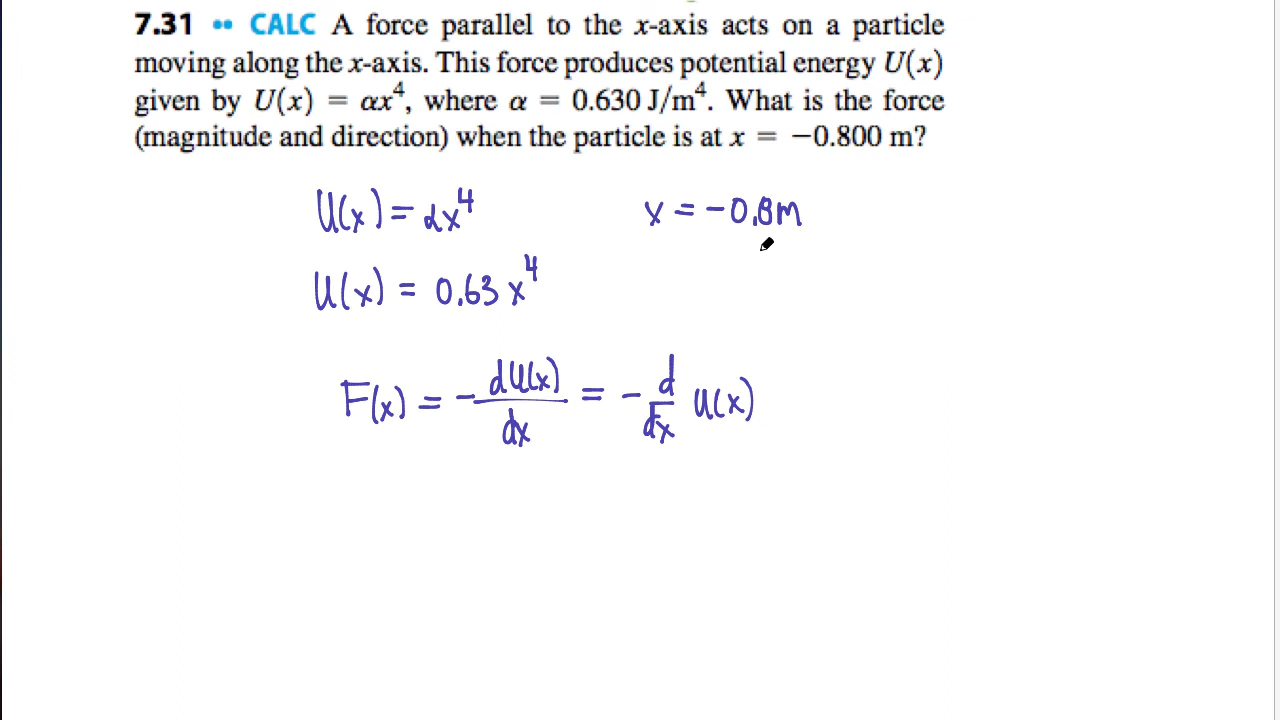 7.31 •• CALC A force parallel to the x-axis acts on a particle
moving along the x-axis. This force produces potential energy U(x)
given by U(x) = αx⁴, where α = 0.630 J/m⁴. What is the force
(magnitude and direction) when the particle is at x = −0.800 m?
U(x) = αx⁴ x = -0.8m
U(x) = 0.63 x⁴
F(x) = - dU(x)/dx = - d/dx U(x)